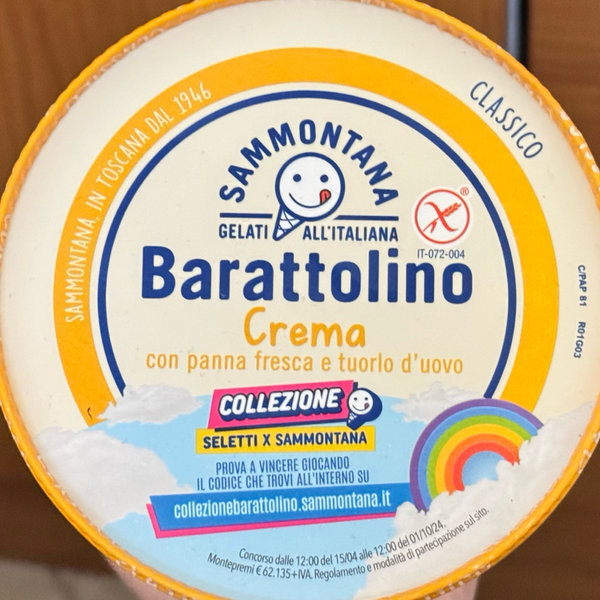 SAMMONTANA, IN TOSCANA DAL 1946
CLASSICO
SAMMONTANA
GELATI ALL'ITALIANA
®
IT-072-004
Barattolino
Crema
con panna fresca e tuorlo d'uovo
C/PAP 81 R01G03
COLLEZIONE
SELETTI X SAMMONTANA
PROVA A VINCERE GIOCANDO
IL CODICE CHE TROVI ALL'INTERNO SU
collezionebarattolino.sammontana.it
Concorso dalle 12:00 del 15/04 alle 12:00 del 01/10/24.
Montepremi € 62.135+IVA. Regolamento e modalità di partecipazione sul sito.